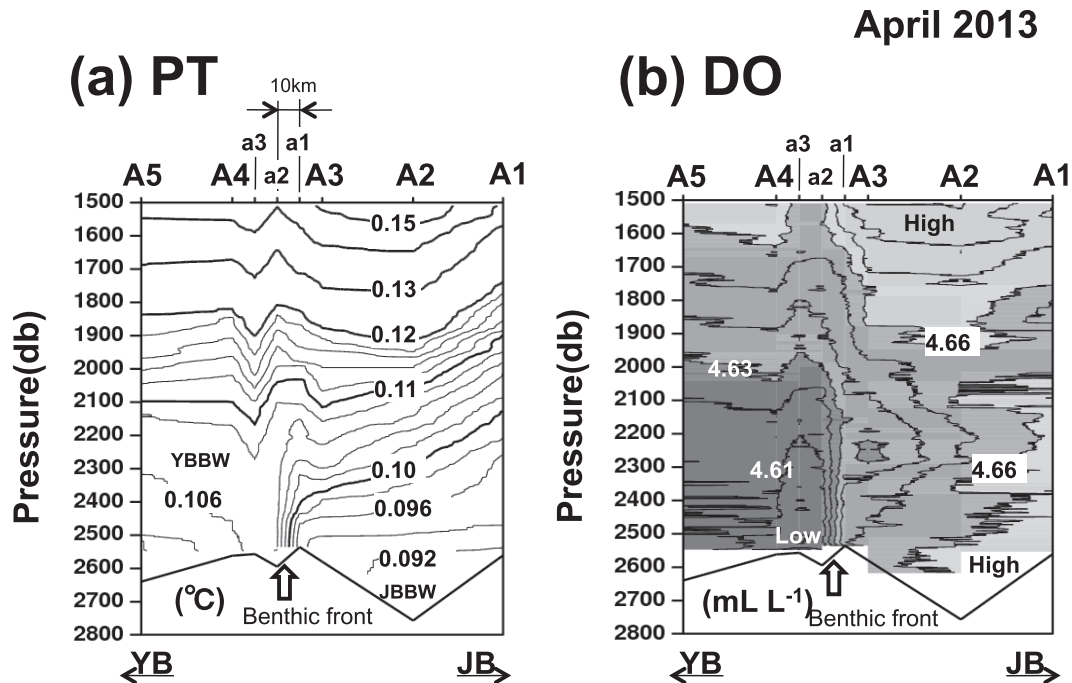 April 2013
(a) PT
10km
a3 a1
A5 A4 a2 A3 A2 A1
1500
1600
1700
1800
1900
2000
2100
2200
2300
2400
2500
2600
2700
2800
Pressure(db)
0.15
0.13
0.12
0.11
0.10
0.096
0.092
YBBW
0.106
JBBW
(℃)
Benthic front
YB JB
(b) DO
a3 a1
A5 A4 a2 A3 A2 A1
1500
1600
1700
1800
1900
2000
2100
2200
2300
2400
2500
2600
2700
2800
Pressure(db)
High
4.66
4.63
4.61
4.66
Low
High
(mL L-1)
Benthic front
YB JB